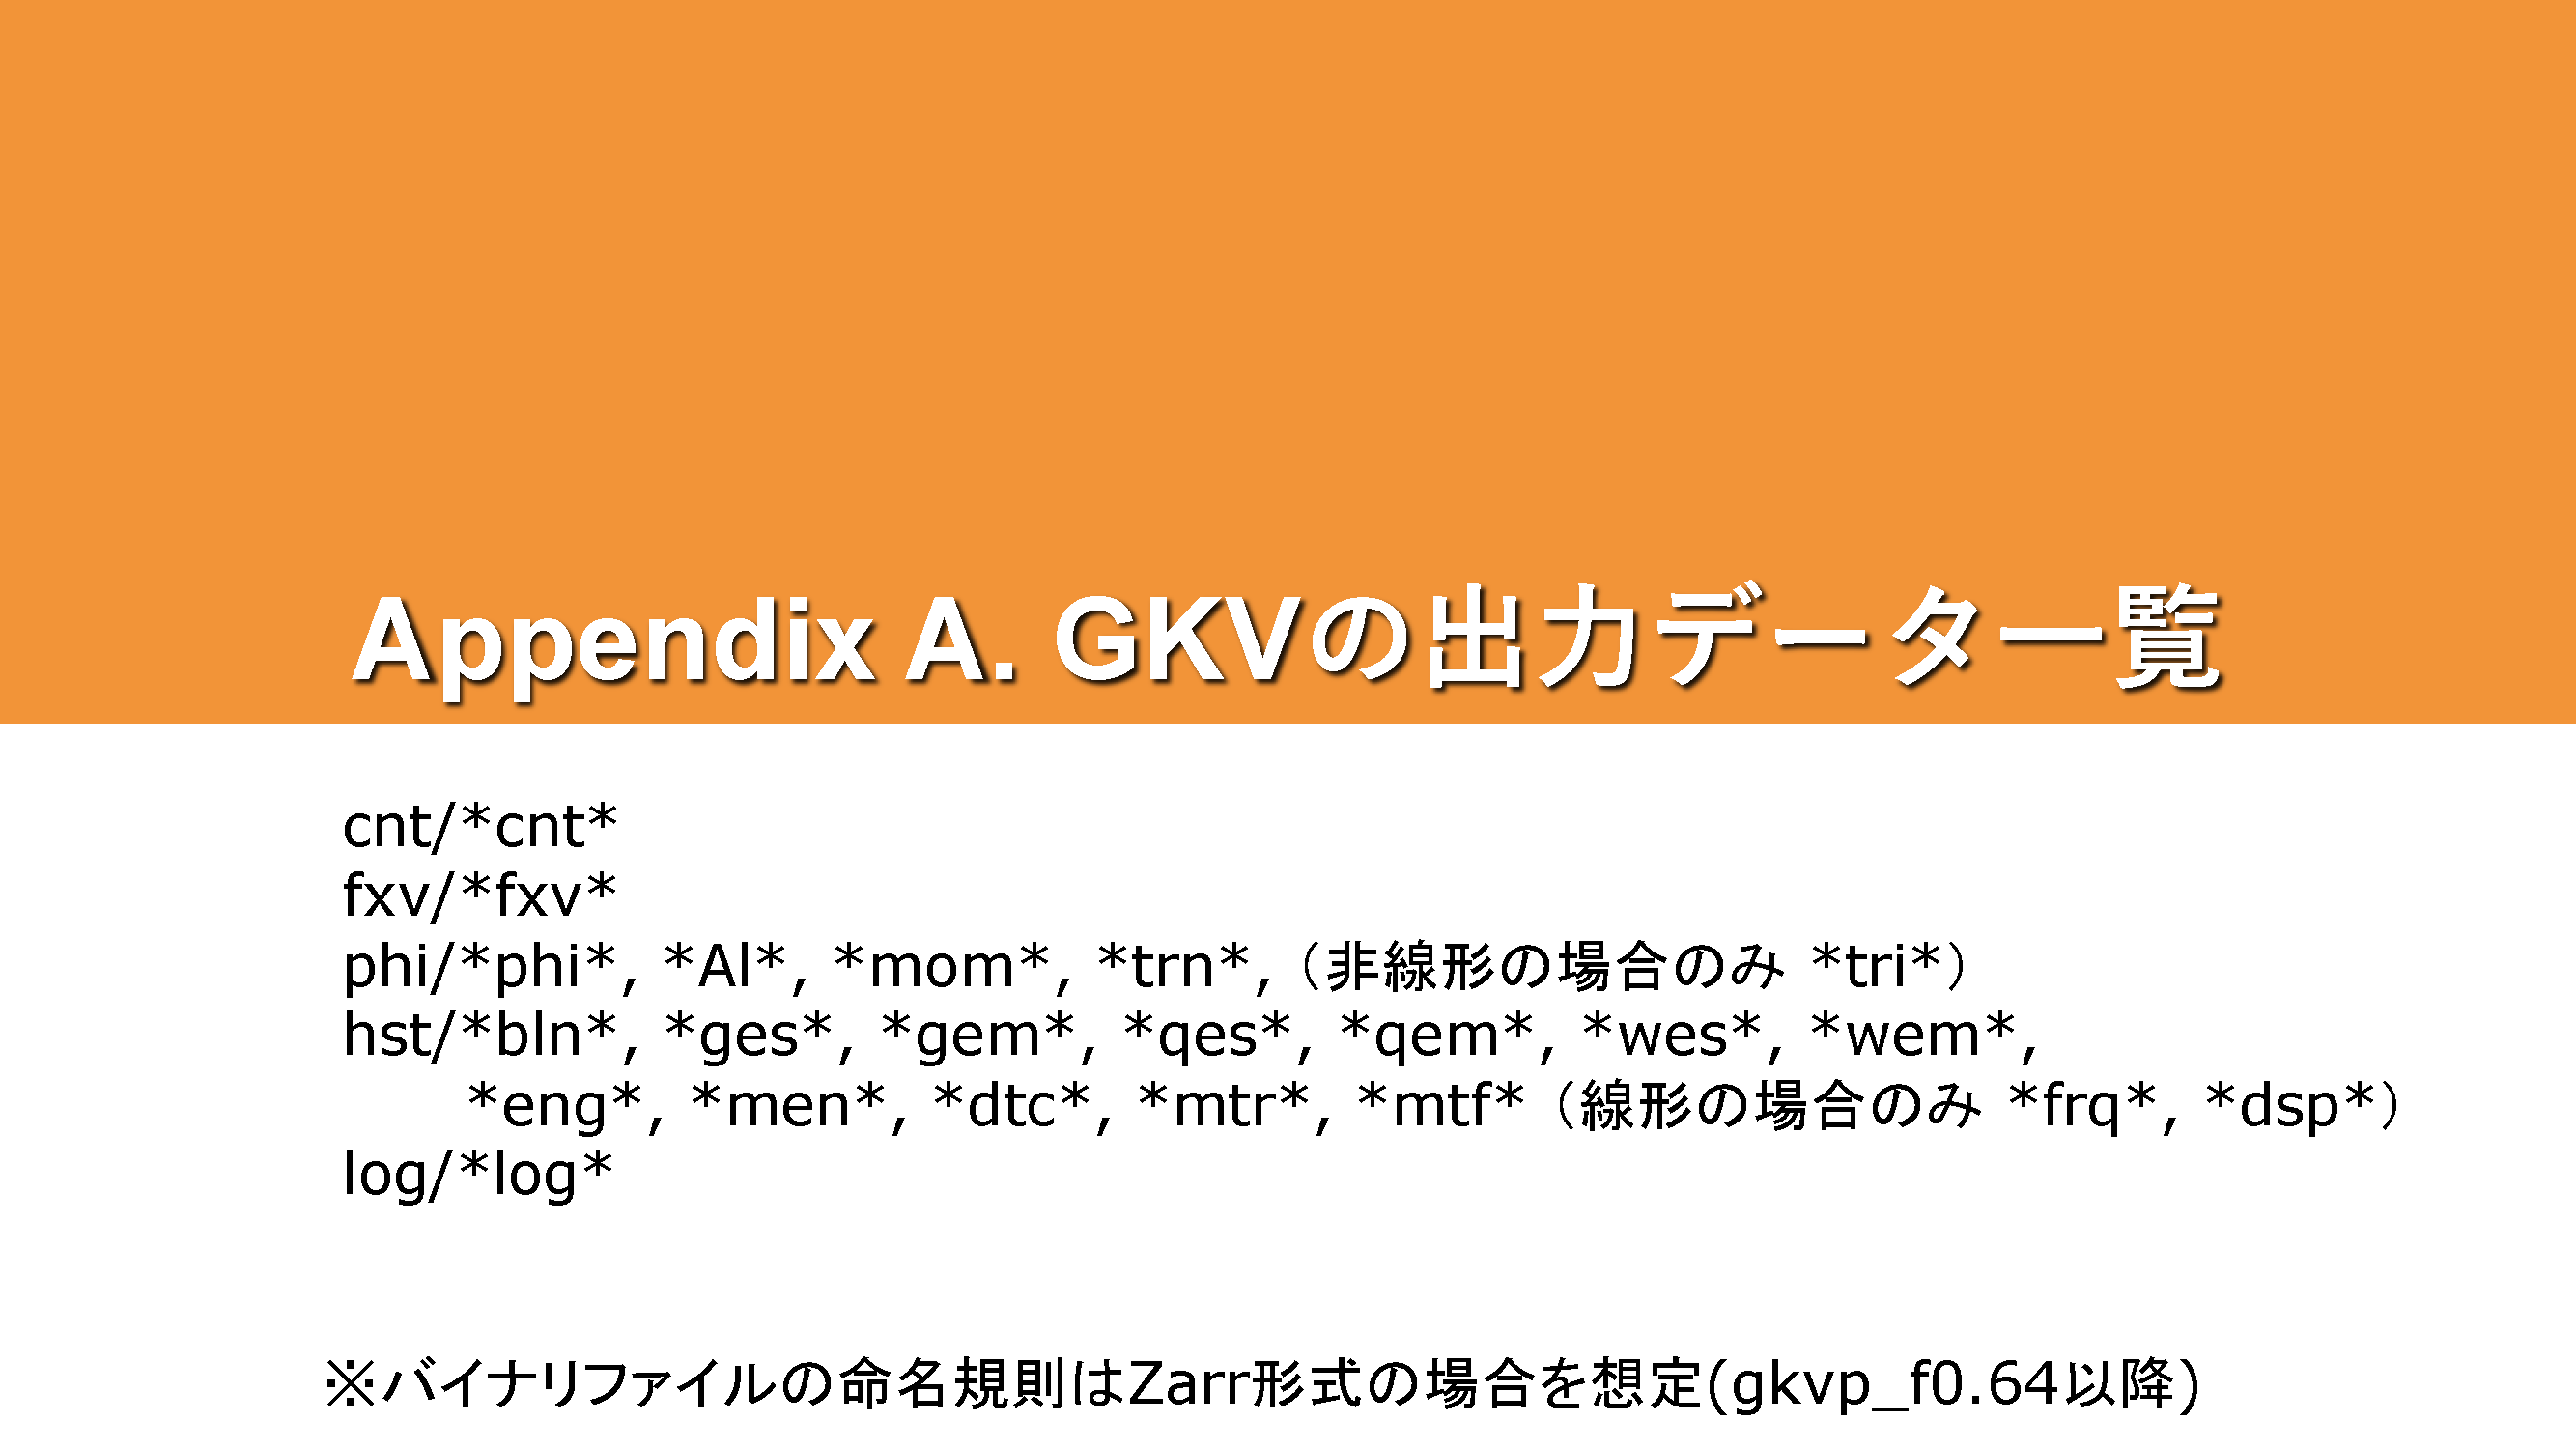 Appendix A. GKVの出力データ一覧
cnt/*cnt*
fxv/*fxv*
phi/*phi*, *Al*, *mom*, *trn*,（非線形の場合のみ *tri*）
hst/*bln*, *ges*, *gem*, *qes*, *qem*, *wes*, *wem*,
*eng*, *men*, *dtc*, *mtr*, *mtf*（線形の場合のみ *frq*, *dsp*）
log/*log*
※バイナリファイルの命名規則はZarr形式の場合を想定(gkvp_f0.64以降)